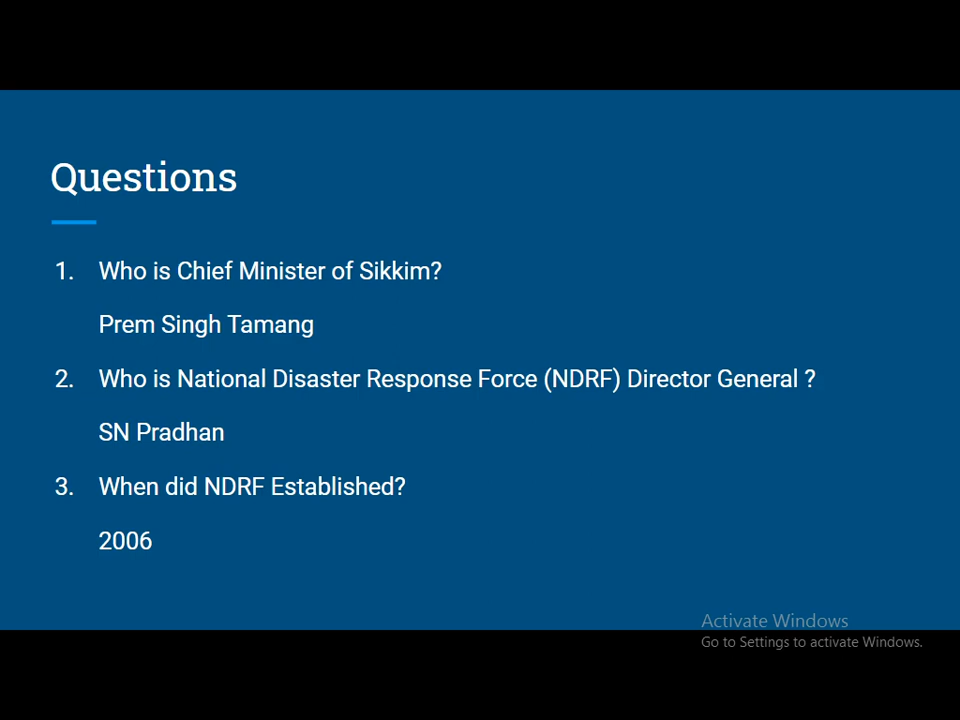 Questions
1. Who is Chief Minister of Sikkim?
Prem Singh Tamang
2. Who is National Disaster Response Force (NDRF) Director General ?
SN Pradhan
3. When did NDRF Established?
2006
Activate Windows
Go to Settings to activate Windows.